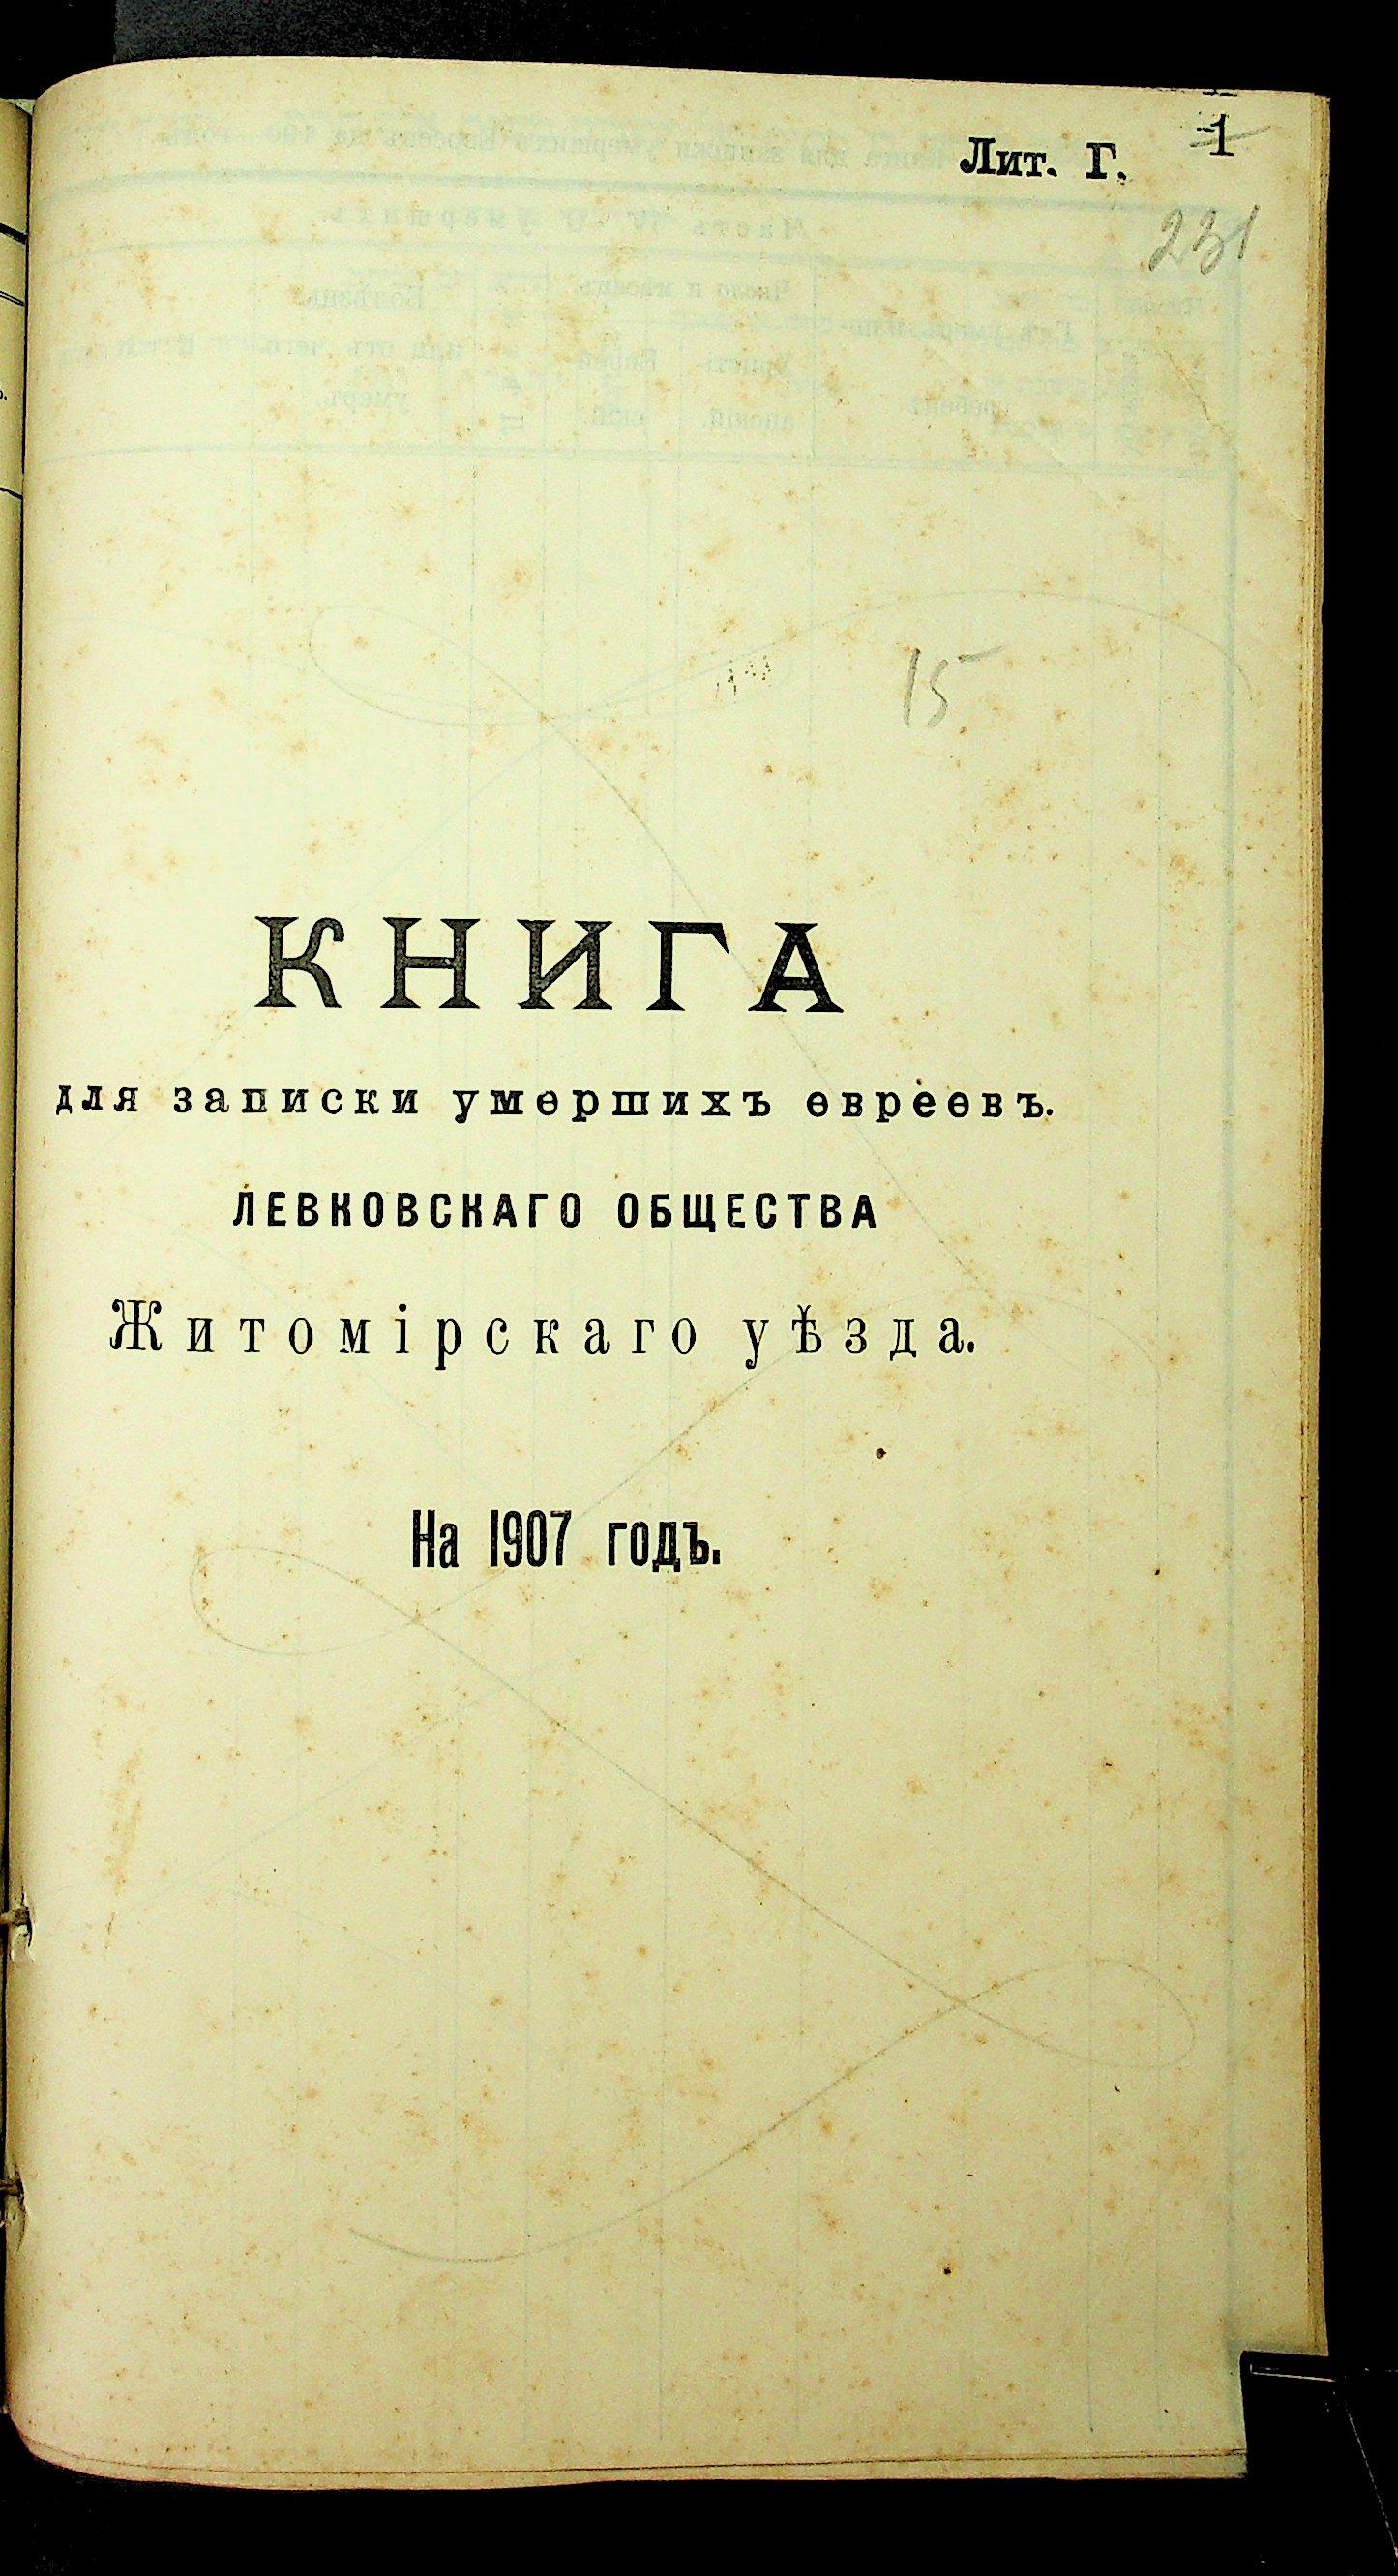 Лит. Г. 1
231
15
КНИГА
для записки умершихъ евреевъ.
ЛЕВКОВСКАГО ОБЩЕСТВА
Житомірскаго уѣзда.
На 1907 годъ.